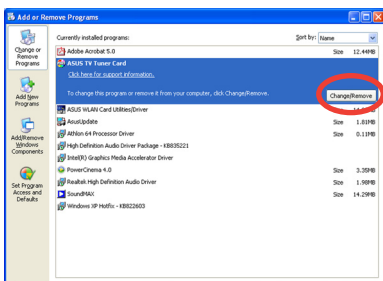 Add or Remove Programs
Change or
Remove
Programs
Add New
Programs
Add/Remove
Windows
Components
Set Program
Access and
Defaults
Currently installed programs:
Sort by: Name
Adobe Acrobat 5.0 Size 12.44MB
ASUS TV Tuner Card
Click here for support information.
To change this program or remove it from your computer, click Change/Remove. Change/Remove
ASUS WLAN Card Utilities/Driver Size
AsusUpdate Size 1.81MB
Athlon 64 Processor Driver Size 0.11MB
High Definition Audio Driver Package - KB835221
Intel(R) Graphics Media Accelerator Driver
PowerCinema 4.0 Size 3.35MB
Realtek High Definition Audio Driver Size 1.98MB
SoundMAX Size 14.29MB
Windows XP Hotfix - KB822603